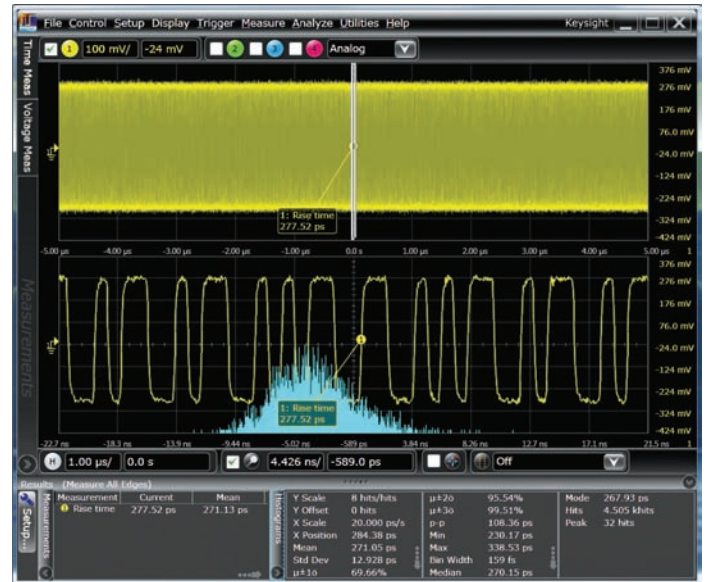 File Control Setup Display Trigger Measure Analyze Utilities Help Keysight
1 100 mV/ -24 mV 2 3 4 Analog
Time Meas
Voltage Meas
Measurements
376 mV
276 mV
176 mV
76.0 mV
-24.0 mV
-124 mV
-224 mV
-324 mV
-424 mV
1: Rise time
277.52 ps
-5.00 µs -4.00 µs -3.00 µs -2.00 µs -1.00 µs 0.0 s 1.00 µs 2.00 µs 3.00 µs 4.00 µs 5.00 µs 1
376 mV
276 mV
176 mV
76.0 mV
-24.0 mV
-124 mV
-224 mV
-324 mV
-424 mV
1
1: Rise time
277.52 ps
-22.7 ns -18.3 ns -13.9 ns -9.44 ns -5.02 ns -589 ps 3.84 ns 8.26 ns 12.7 ns 17.1 ns 21.5 ns 1
H 1.00 µs/ 0.0 s 4.426 ns/ -589.0 ps Off
Results (Measure All Edges)
Setup...
Measurements
Measurement Current Mean
Rise time 277.52 ps 271.13 ps
Histograms
Y Scale 8 hits/hits µ±2σ 95.54% Mode 267.93 ps
Y Offset 0 hits µ±3σ 99.51% Hits 4.505 khits
X Scale 20.000 ps/s p-p 108.36 ps Peak 32 hits
X Position 284.38 ps Min 230.17 ps
Mean 271.05 ps Max 338.53 ps
Std Dev 12.928 ps Bin Width 159 fs
µ±1σ 69.66% Median 270.15 ps